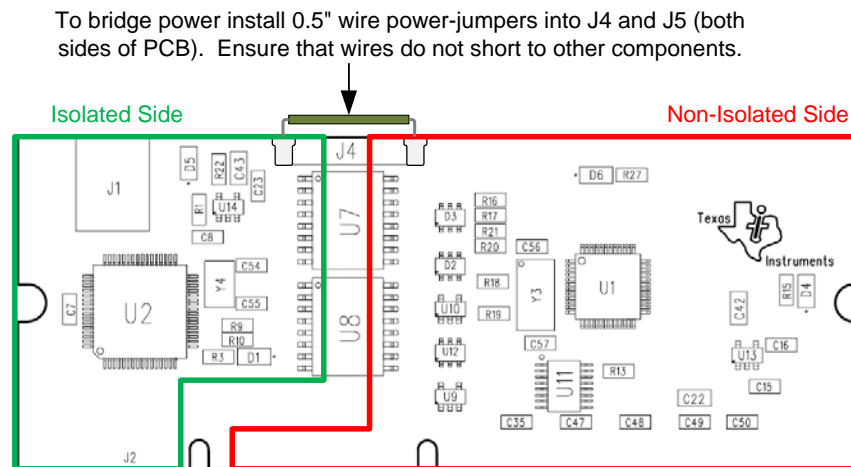 To bridge power install 0.5" wire power-jumpers into J4 and J5 (both
sides of PCB).  Ensure that wires do not short to other components.
Isolated Side
Non-Isolated Side
J4
J1
D5
R22
C43
C23
R1
U14
C8
U7
D3
R16
R17
R21
R20
C56
D6
R27
Texas
Instruments
C7
U2
Y4
C54
C55
R9
R10
R3
D1
U8
D2
R18
U10
R19
Y3
U1
U12
C57
U11
R13
U9
C42
R15
D4
U13
C16
C15
C22
C35
C47
C48
C49
C50
J2